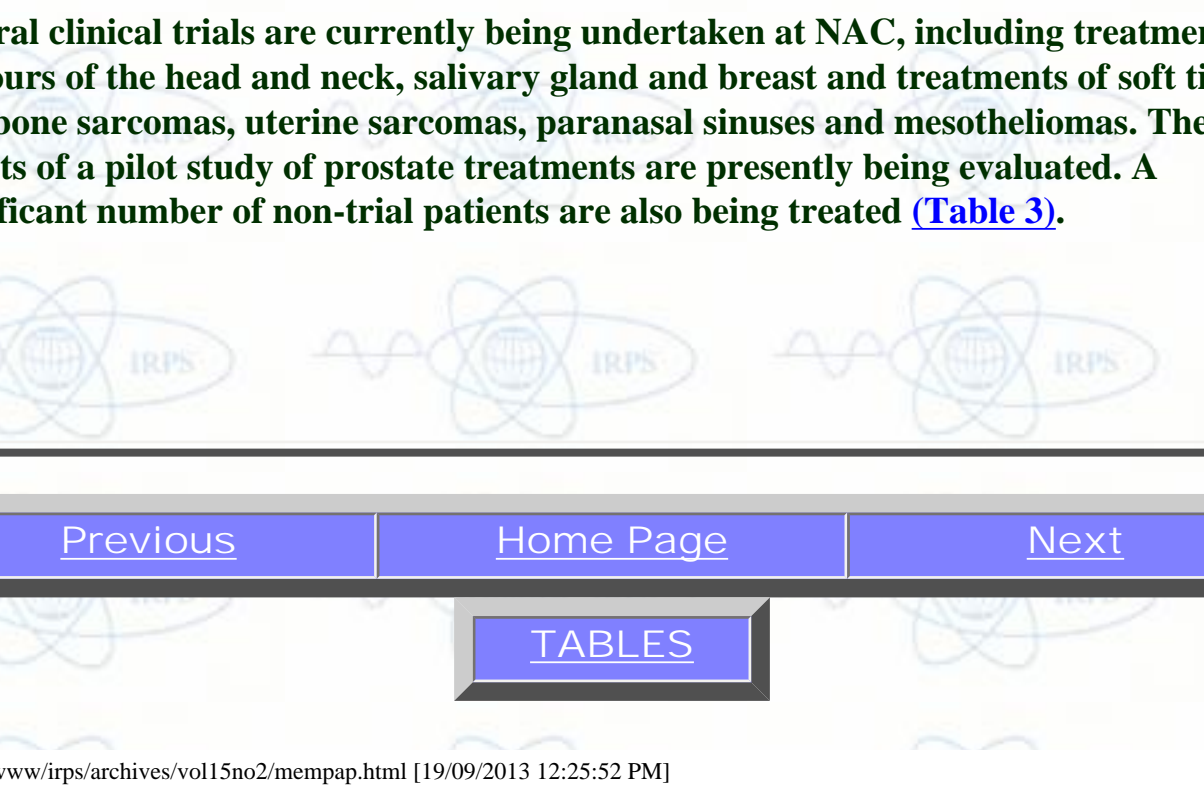 ral clinical trials are currently being undertaken at NAC, including treatmen
ours of the head and neck, salivary gland and breast and treatments of soft ti
bone sarcomas, uterine sarcomas, paranasal sinuses and mesotheliomas. The
ts of a pilot study of prostate treatments are presently being evaluated. A
ficant number of non-trial patients are also being treated (Table 3).
IRPS IRPS IRPS
Previous Home Page Next
TABLES
www/irps/archives/vol15no2/mempap.html [19/09/2013 12:25:52 PM]